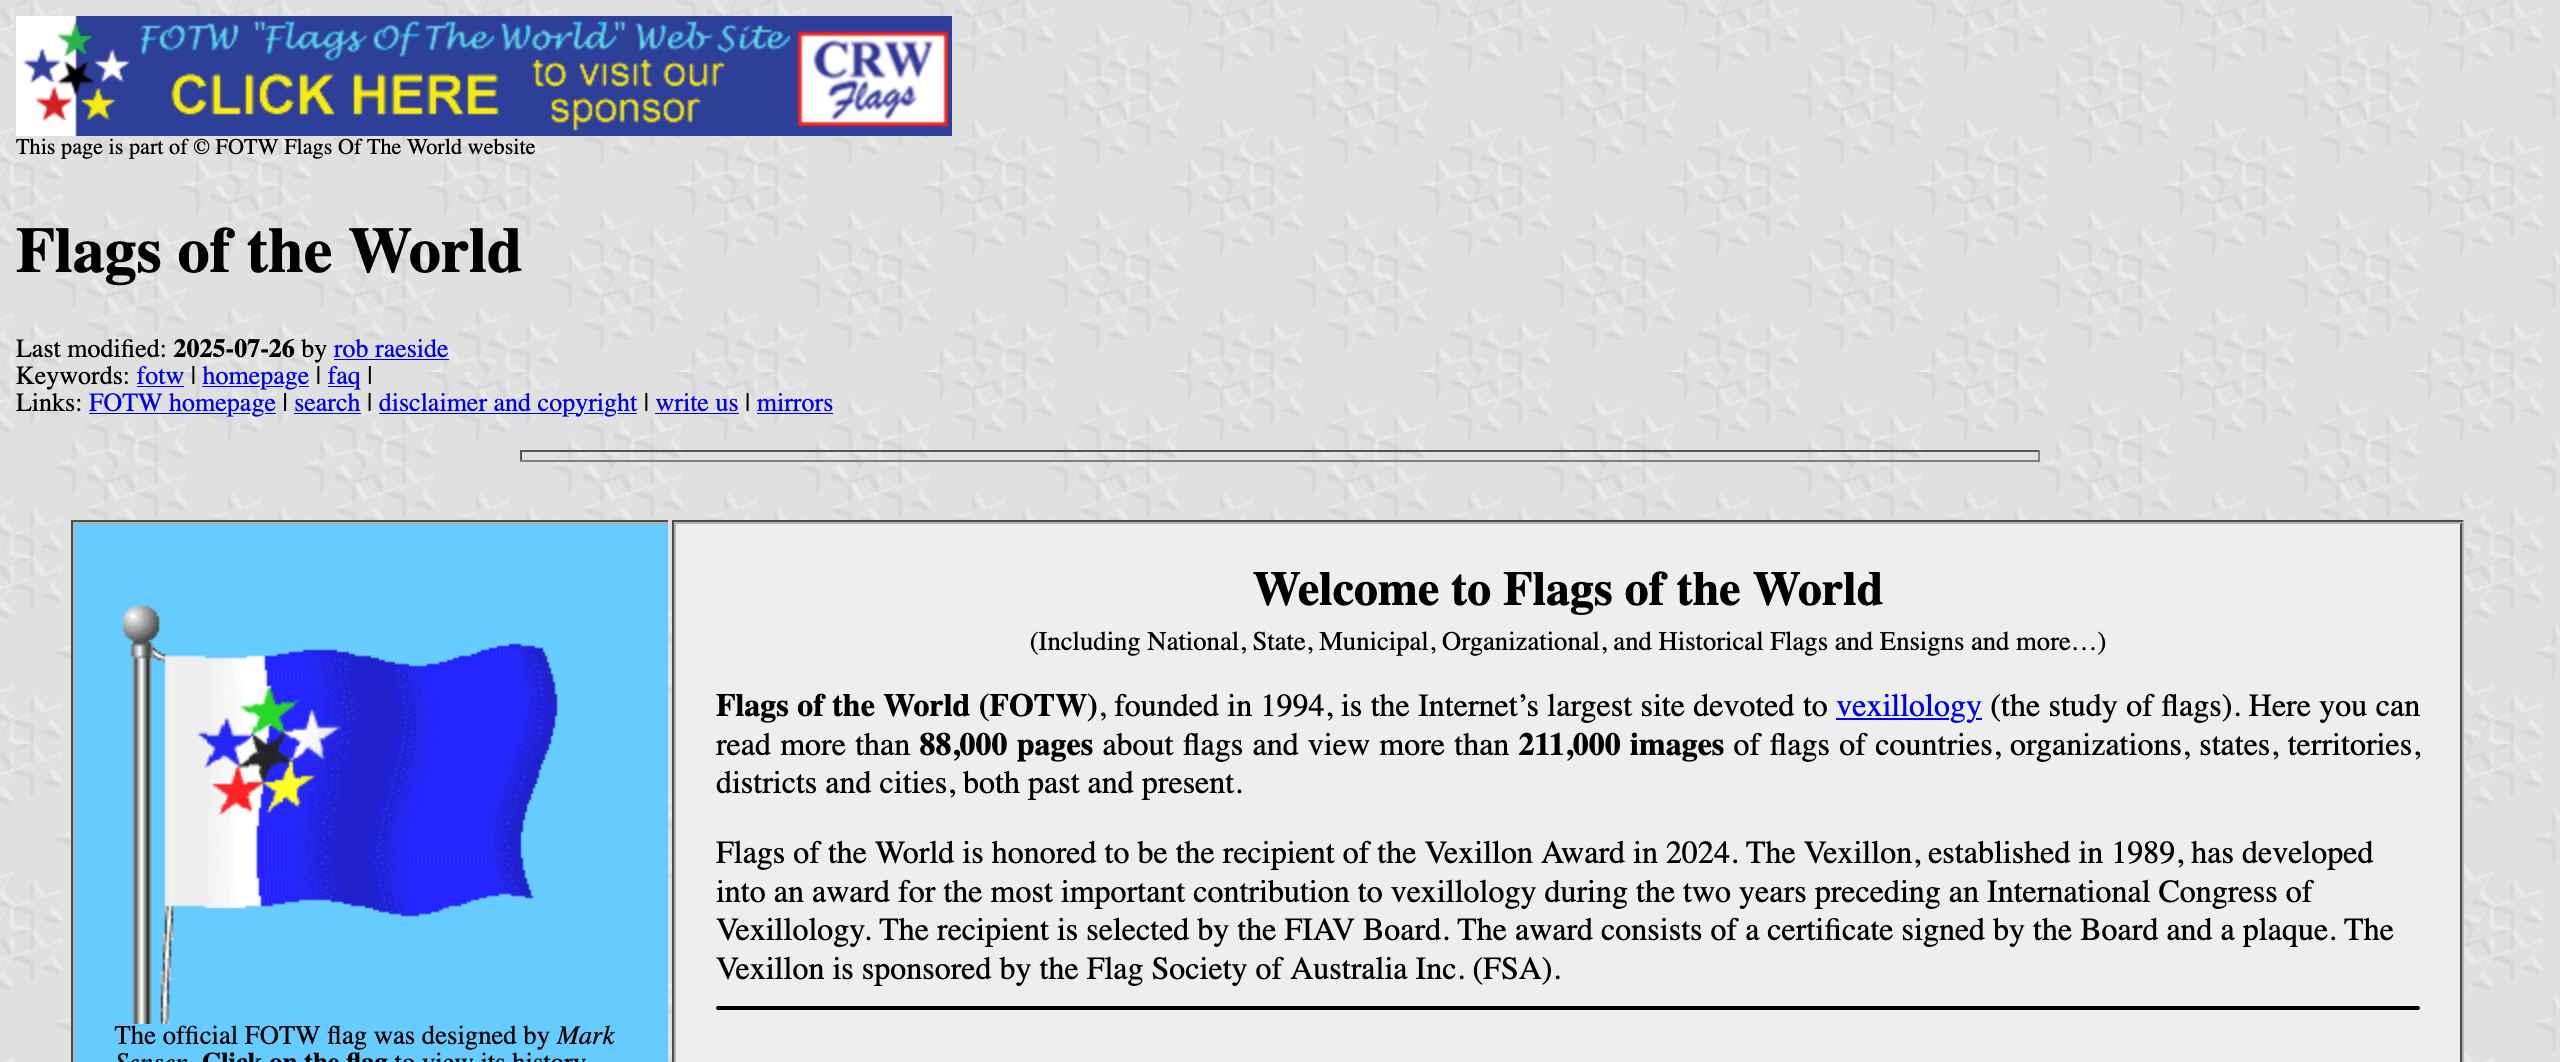 FOTW "Flags Of The World" Web Site
CLICK HERE to visit our sponsor
CRW Flags
This page is part of © FOTW Flags Of The World website
Flags of the World
Last modified: 2025-07-26 by rob raeside
Keywords: fotw | homepage | faq |
Links: FOTW homepage | search | disclaimer and copyright | write us | mirrors
The official FOTW flag was designed by Mark
Sensen. Click on the flag to view its history
Welcome to Flags of the World
(Including National, State, Municipal, Organizational, and Historical Flags and Ensigns and more…)
Flags of the World (FOTW), founded in 1994, is the Internet’s largest site devoted to vexillology (the study of flags). Here you can
read more than 88,000 pages about flags and view more than 211,000 images of flags of countries, organizations, states, territories,
districts and cities, both past and present.
Flags of the World is honored to be the recipient of the Vexillon Award in 2024. The Vexillon, established in 1989, has developed
into an award for the most important contribution to vexillology during the two years preceding an International Congress of
Vexillology. The recipient is selected by the FIAV Board. The award consists of a certificate signed by the Board and a plaque. The
Vexillon is sponsored by the Flag Society of Australia Inc. (FSA).